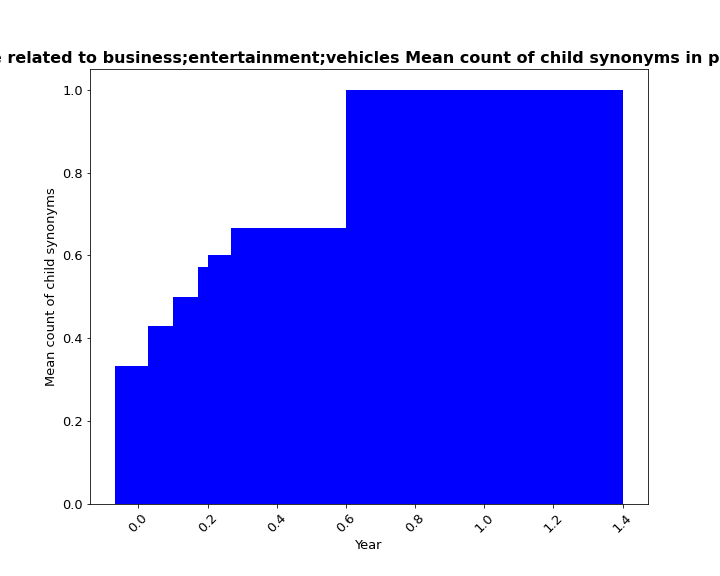 related to business;entertainment;vehicles Mean count of child synonyms in
1.0
0.8
0.6
0.4
0.2
0.0
Mean count of child synonyms
0.0 0.2 0.4 0.6 0.8 1.0 1.2 1.4
Year